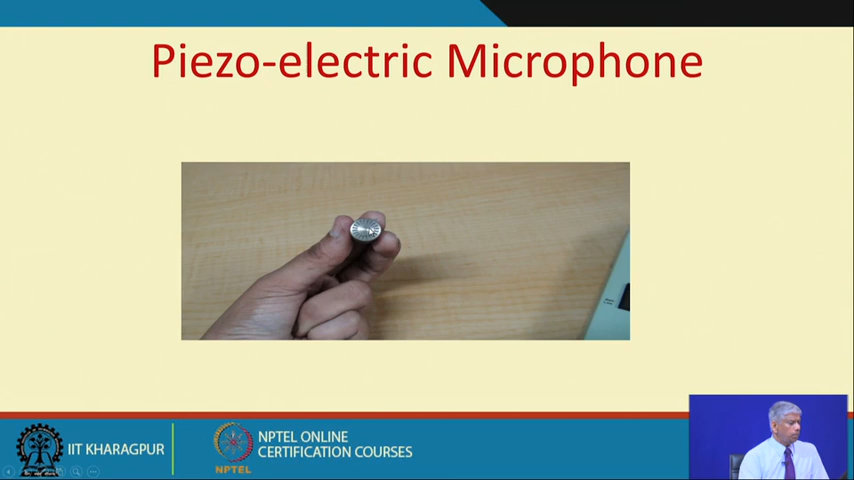 Piezo-electric Microphone
IIT KHARAGPUR
NPTEL
NPTEL ONLINE
CERTIFICATION COURSES